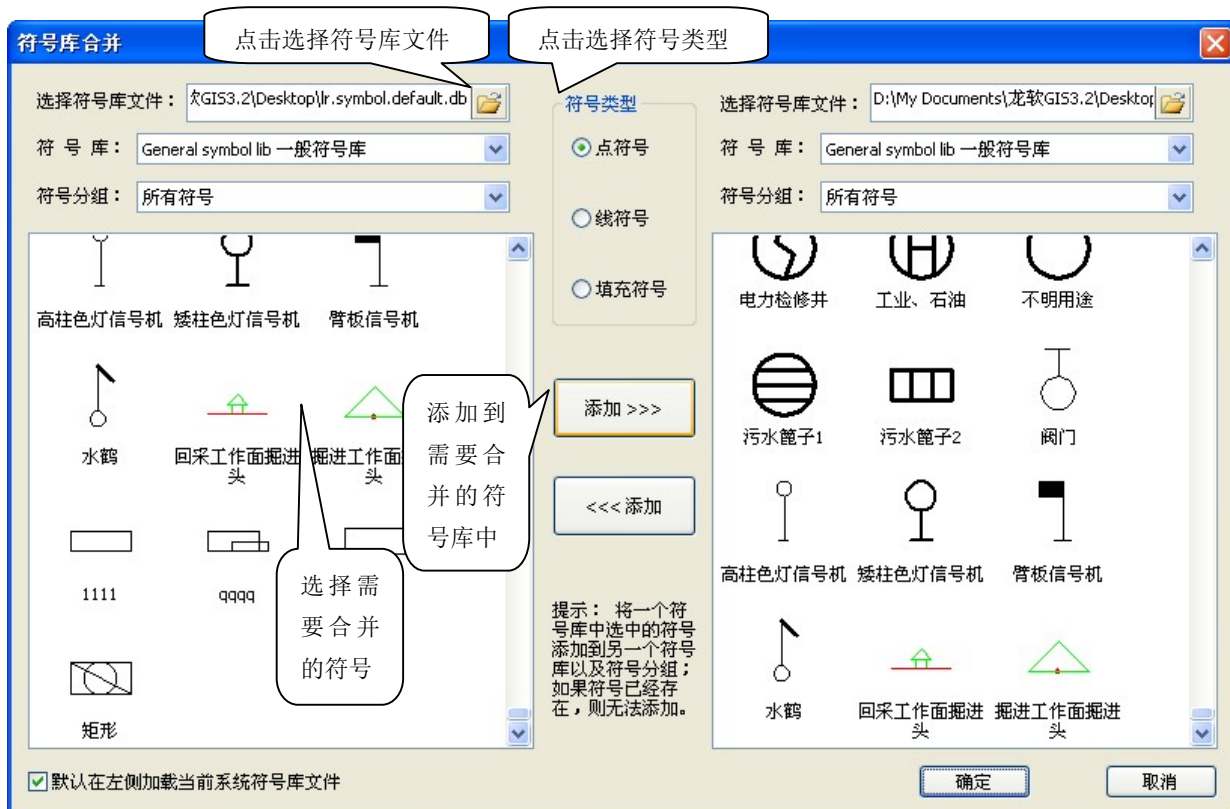 符号库合并
点击选择符号库文件
点击选择符号类型
选择符号库文件：
GIS3.2\Desktop\lr.symbol.default.db
符 号 库：
General symbol lib 一般符号库
符号分组：
所有符号
高柱色灯信号机
矮柱色灯信号机
臂板信号机
水鹤
回采工作面掘进
头
掘进工作面
头
1111
qqqq
矩形
选择需
要合并
的符号
默认在左侧加载当前系统符号库文件
符号类型
点符号
线符号
填充符号
添加到
需要合
并的符
号库中
添加 >>>
<<< 添加
提示： 将一个符
号库中选中的符号
添加到另一个符号
库以及符号分组；
如果符号已经存
在，则无法添加。
选择符号库文件：
D:\My Documents\龙软GIS3.2\Desktop
符 号 库：
General symbol lib 一般符号库
符号分组：
所有符号
电力检修井
工业、石油
不明用途
污水篦子1
污水篦子2
阀门
高柱色灯信号机
矮柱色灯信号机
臂板信号机
水鹤
回采工作面掘进
头
掘进工作面掘进
头
确定
取消